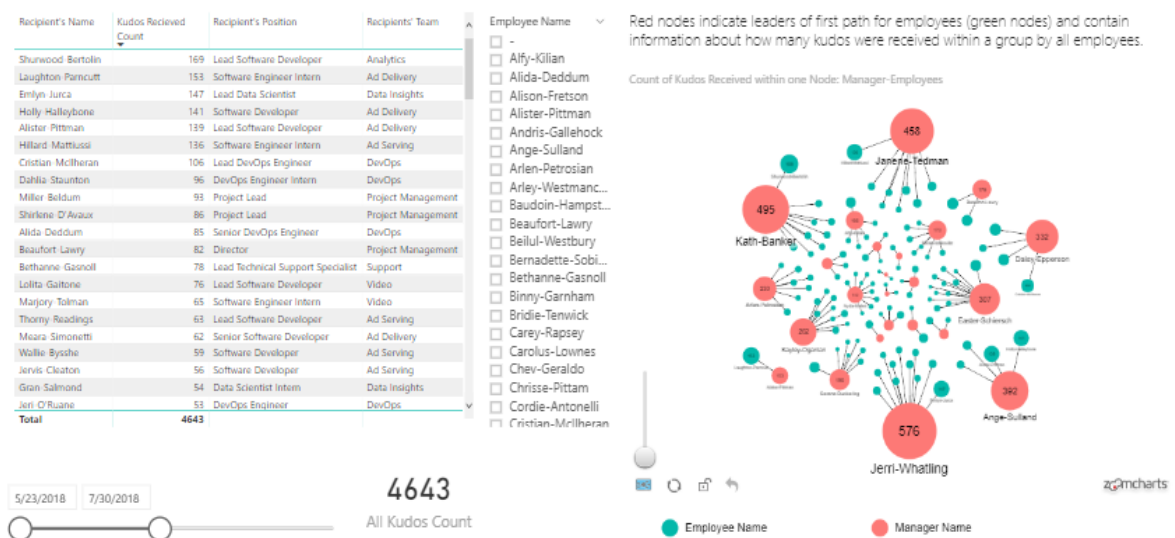 Recipient's Name Kudos Recieved Count Recipient's Position Recipients' Team
Shurwood Bertolin 169 Lead Software Developer Analytics
Laughton Parncutt 153 Software Engineer Intern Ad Delivery
Emlyn Jurca 147 Lead Data Scientist Data Insights
Holly Halleybone 141 Software Developer Ad Delivery
Alister Pittman 139 Lead Software Developer Ad Delivery
Hillard Mattiussi 136 Software Engineer Intern Ad Serving
Cristian McIlheran 106 Lead DevOps Engineer DevOps
Dahlia Staunton 96 DevOps Engineer Intern DevOps
Miller Beldum 93 Project Lead Project Management
Shirlene D'Avaux 86 Project Lead Project Management
Alida Deddum 85 Senior DevOps Engineer DevOps
Beaufort Lawry 82 Director Project Management
Bethanne Gasnoll 78 Lead Technical Support Specialist Support
Lolita Gaitone 76 Lead Software Developer Video
Marjory Tolman 65 Software Engineer Intern Video
Thorny Readings 63 Lead Software Developer Ad Serving
Meara Simonetti 62 Senior Software Developer Ad Delivery
Wallie Bysshe 59 Software Developer Ad Serving
Jervis Cleaton 56 Software Developer Ad Serving
Gran Salmond 54 Data Scientist Intern Data Insights
Jeri O'Ruane 53 DevOps Engineer DevOps
Total 4643
5/23/2018 7/30/2018
4643
All Kudos Count
Employee Name
-
Alfy-Kilian
Alida-Deddum
Alison-Fretson
Alister-Pittman
Andris-Gallehock
Ange-Sulland
Arlen-Petrosian
Arley-Westmanc...
Baudoin-Hampst...
Beaufort-Lawry
Beilul-Westbury
Bernadette-Sobi...
Bethanne-Gasnoll
Binny-Garnham
Bridie-Tenwick
Carey-Rapsey
Carolus-Lownes
Chev-Geraldo
Chrisse-Pittam
Cordie-Antonelli
Cristian-McIlheran
Red nodes indicate leaders of first path for employees (green nodes) and contain
information about how many kudos were received within a group by all employees.
Count of Kudos Received within one Node: Manager-Employees
458
Janene-Tedman
495
Kath-Banker
332
Daisy-Epperson
307
Easter-Schiersch
392
Ange-Sulland
576
Jerri-Whatling
zoomcharts
Employee Name
Manager Name